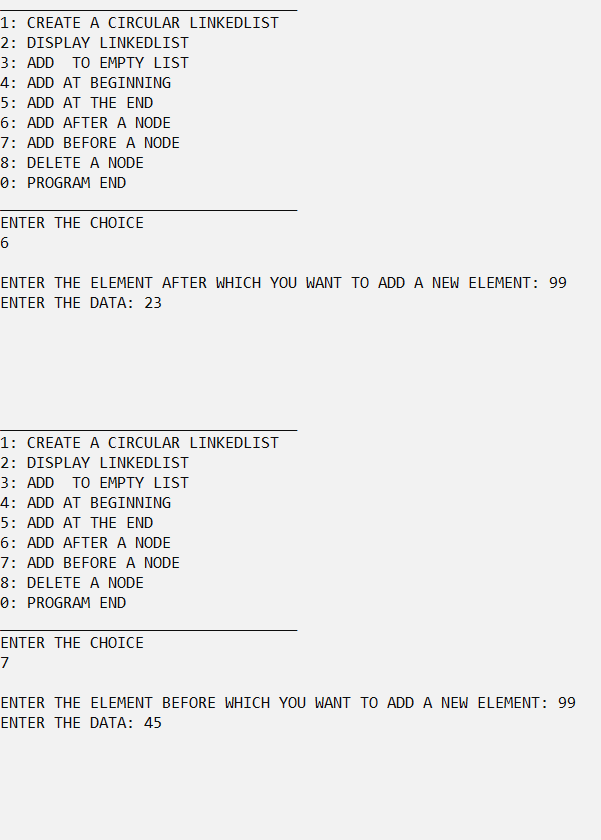 _________________________________
1: CREATE A CIRCULAR LINKEDLIST
2: DISPLAY LINKEDLIST
3: ADD  TO EMPTY LIST
4: ADD AT BEGINNING
5: ADD AT THE END
6: ADD AFTER A NODE
7: ADD BEFORE A NODE
8: DELETE A NODE
0: PROGRAM END
_________________________________
ENTER THE CHOICE
6
ENTER THE ELEMENT AFTER WHICH YOU WANT TO ADD A NEW ELEMENT: 99
ENTER THE DATA: 23
_________________________________
1: CREATE A CIRCULAR LINKEDLIST
2: DISPLAY LINKEDLIST
3: ADD  TO EMPTY LIST
4: ADD AT BEGINNING
5: ADD AT THE END
6: ADD AFTER A NODE
7: ADD BEFORE A NODE
8: DELETE A NODE
0: PROGRAM END
_________________________________
ENTER THE CHOICE
7
ENTER THE ELEMENT BEFORE WHICH YOU WANT TO ADD A NEW ELEMENT: 99
ENTER THE DATA: 45